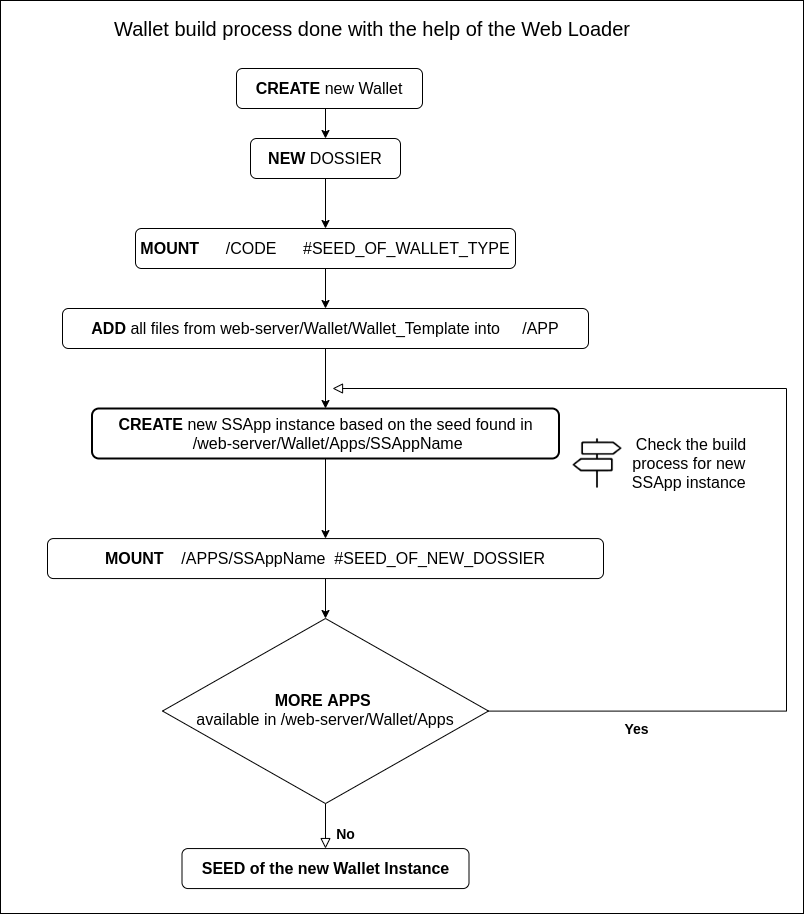 Wallet build process done with the help of the Web Loader
CREATE new Wallet
NEW DOSSIER
MOUNT /CODE #SEED_OF_WALLET_TYPE
ADD all files from web-server/Wallet/Wallet_Template into /APP
CREATE new SSApp instance based on the seed found in
/web-server/Wallet/Apps/SSAppName
Check the build
process for new
SSApp instance
MOUNT /APPS/SSAppName #SEED_OF_NEW_DOSSIER
MORE APPS
available in /web-server/Wallet/Apps
Yes
No
SEED of the new Wallet Instance